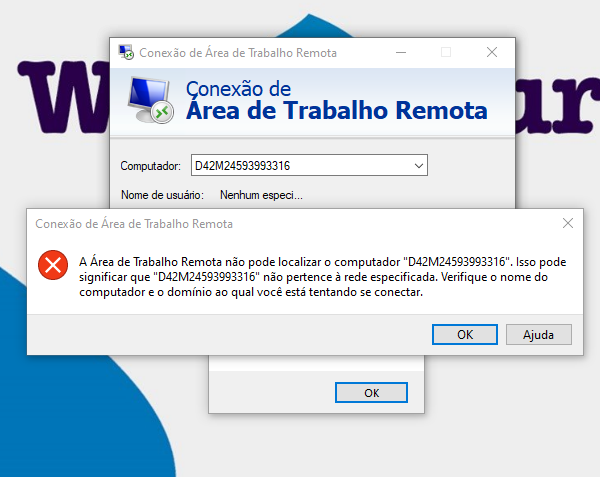 W
ar
Conexão de Área de Trabalho Remota
Conexão de
Área de Trabalho Remota
Computador:
D42M24593993316
Nome de usuário:
Nenhum especi...
Conexão de Área de Trabalho Remota
A Área de Trabalho Remota não pode localizar o computador "D42M24593993316". Isso pode
significar que "D42M24593993316" não pertence à rede especificada. Verifique o nome do
computador e o domínio ao qual você está tentando se conectar.
OK
Ajuda
OK